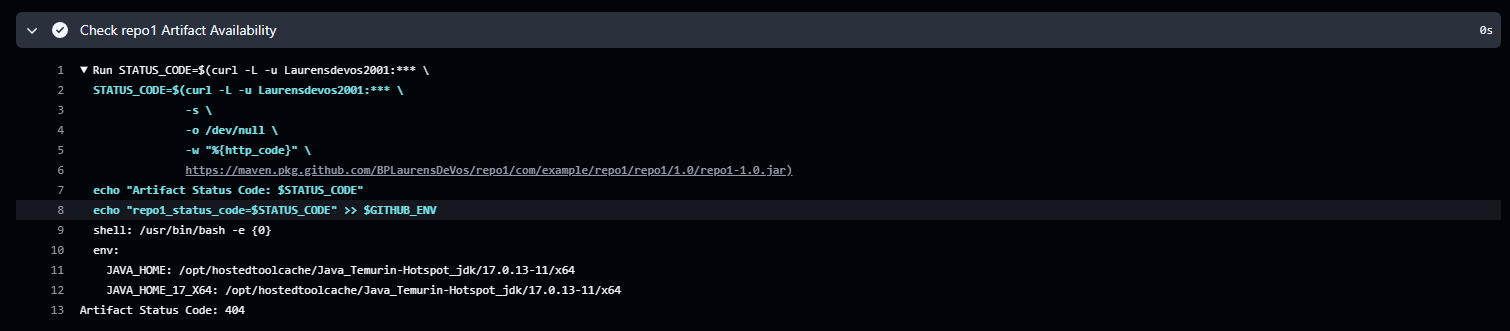 Check repo1 Artifact Availability 0s
1 Run STATUS_CODE=$(curl -L -u Laurensdevos2001:*** \
2 STATUS_CODE=$(curl -L -u Laurensdevos2001:*** \
3 -s \
4 -o /dev/null \
5 -w "%{http_code}" \
6 https://maven.pkg.github.com/BPLaurensDeVos/repo1/com/example/repo1/repo1/1.0/repo1-1.0.jar)
7 echo "Artifact Status Code: $STATUS_CODE"
8 echo "repo1_status_code=$STATUS_CODE" >> $GITHUB_ENV
9 shell: /usr/bin/bash -e {0}
10 env:
11 JAVA_HOME: /opt/hostedtoolcache/Java_Temurin-Hotspot_jdk/17.0.13-11/x64
12 JAVA_HOME_17_X64: /opt/hostedtoolcache/Java_Temurin-Hotspot_jdk/17.0.13-11/x64
13 Artifact Status Code: 404